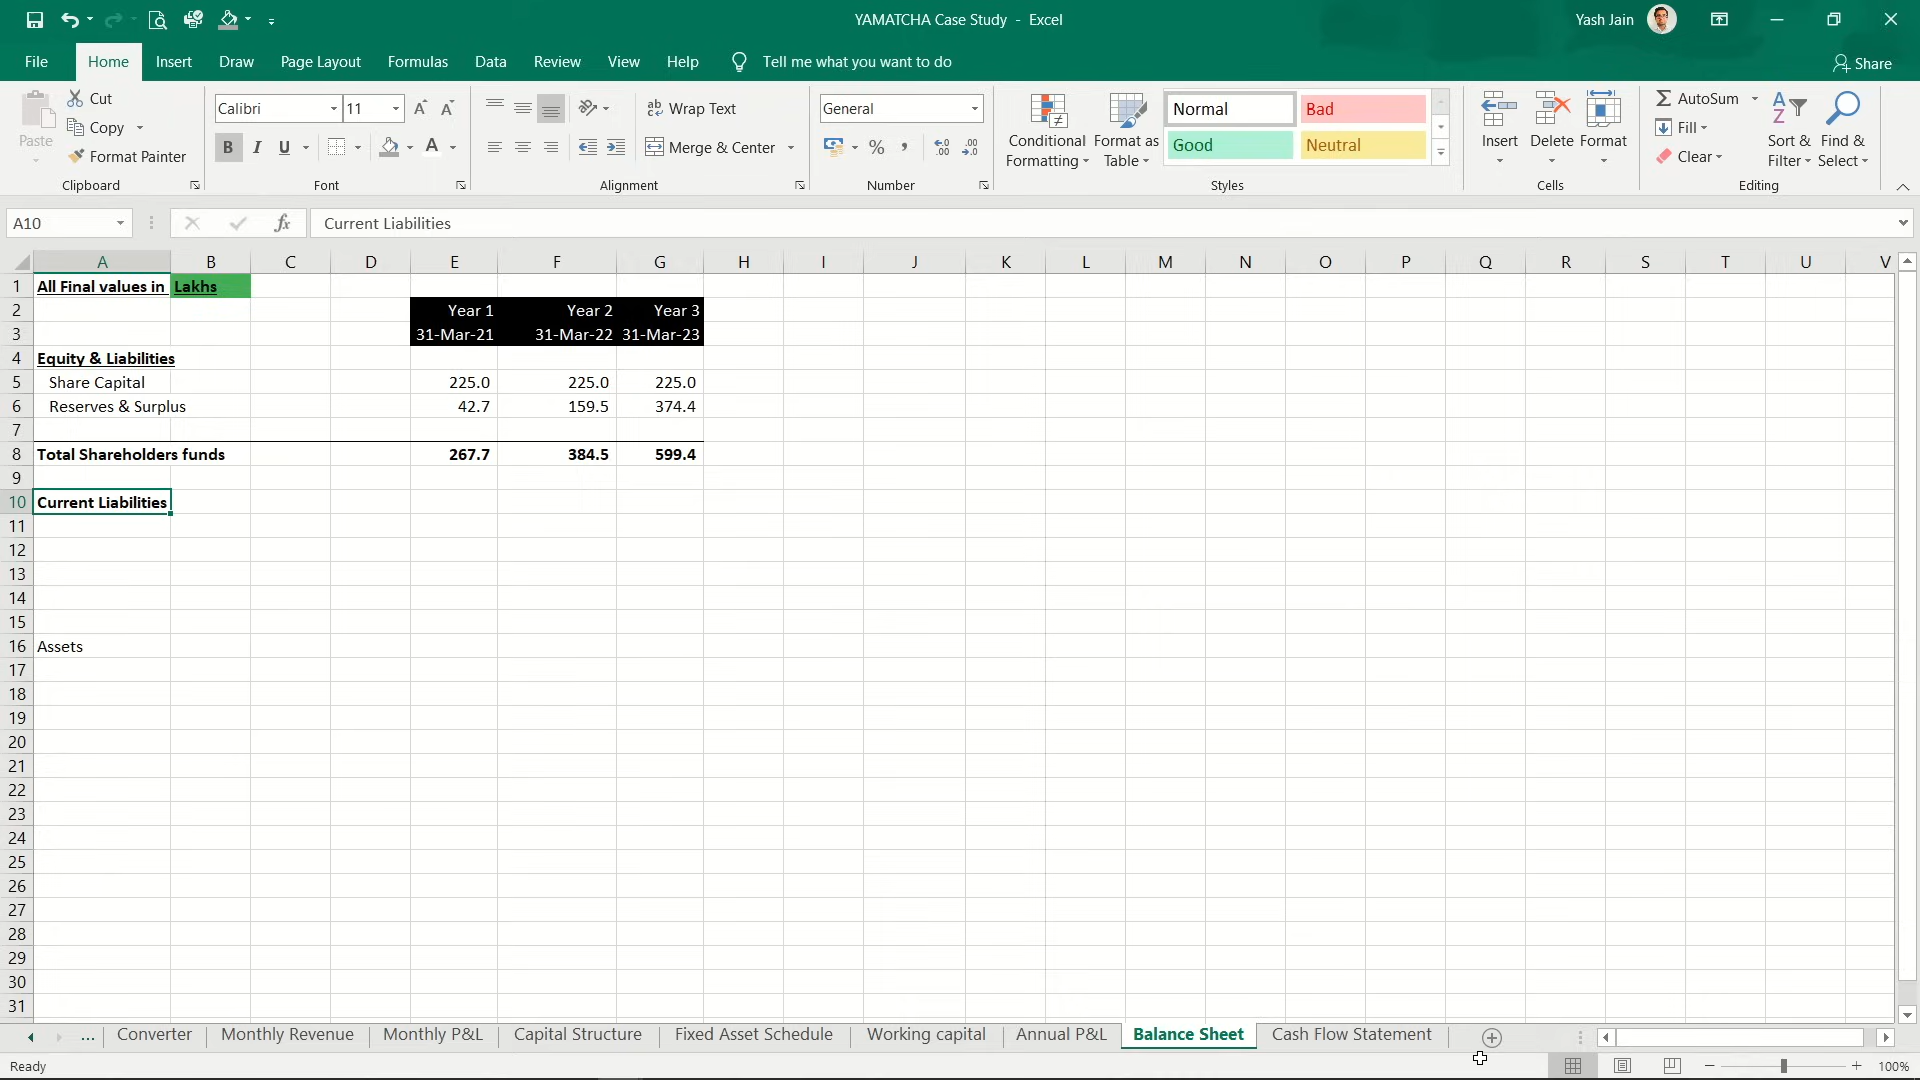 YAMATCHA Case Study - Excel
Yash Jain
File Home Insert Draw Page Layout Formulas Data Review View Help Tell me what you want to do Share
Paste
Cut
Copy
Format Painter
Clipboard
Calibri 11
B I U A
Font
Wrap Text
Merge & Center
Alignment
General
% ,
Number
Conditional Formatting
Format as Table
Normal Bad
Good Neutral
Styles
Insert Delete Format
Cells
AutoSum
Fill
Clear
Sort & Filter
Find & Select
Editing
A10 fx Current Liabilities
A B C D E F G H I J K L M N O P Q R S T U V
1 All Final values in Lakhs
2 Year 1 Year 2 Year 3
3 31-Mar-21 31-Mar-22 31-Mar-23
4 Equity & Liabilities
5 Share Capital 225.0 225.0 225.0
6 Reserves & Surplus 42.7 159.5 374.4
7
8 Total Shareholders funds 267.7 384.5 599.4
9
10 Current Liabilities
11
12
13
14
15
16 Assets
17
18
19
20
21
22
23
24
25
26
27
28
29
30
31
... Converter Monthly Revenue Monthly P&L Capital Structure Fixed Asset Schedule Working capital Annual P&L Balance Sheet Cash Flow Statement
Ready 100%